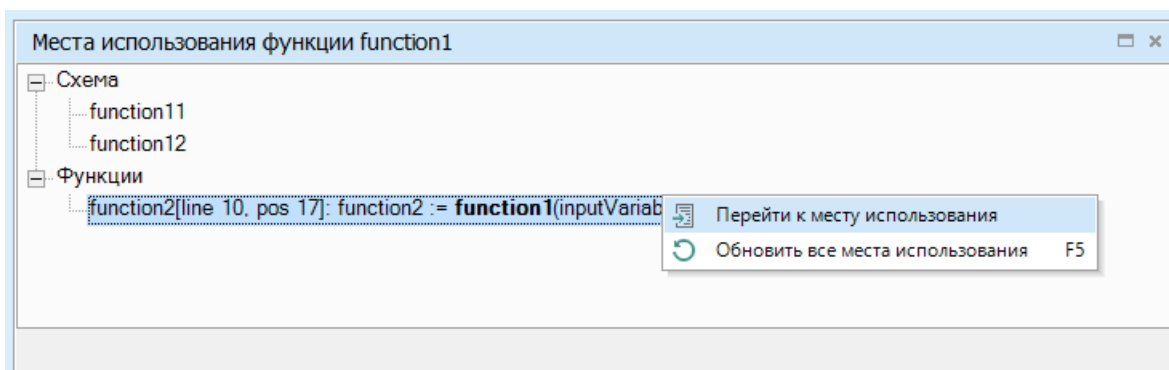 Места использования функции function1
Схема
function11
function12
Функции
function2[line 10, pos 17]: function2 := function1(inputVariab
Перейти к месту использования
Обновить все места использования F5